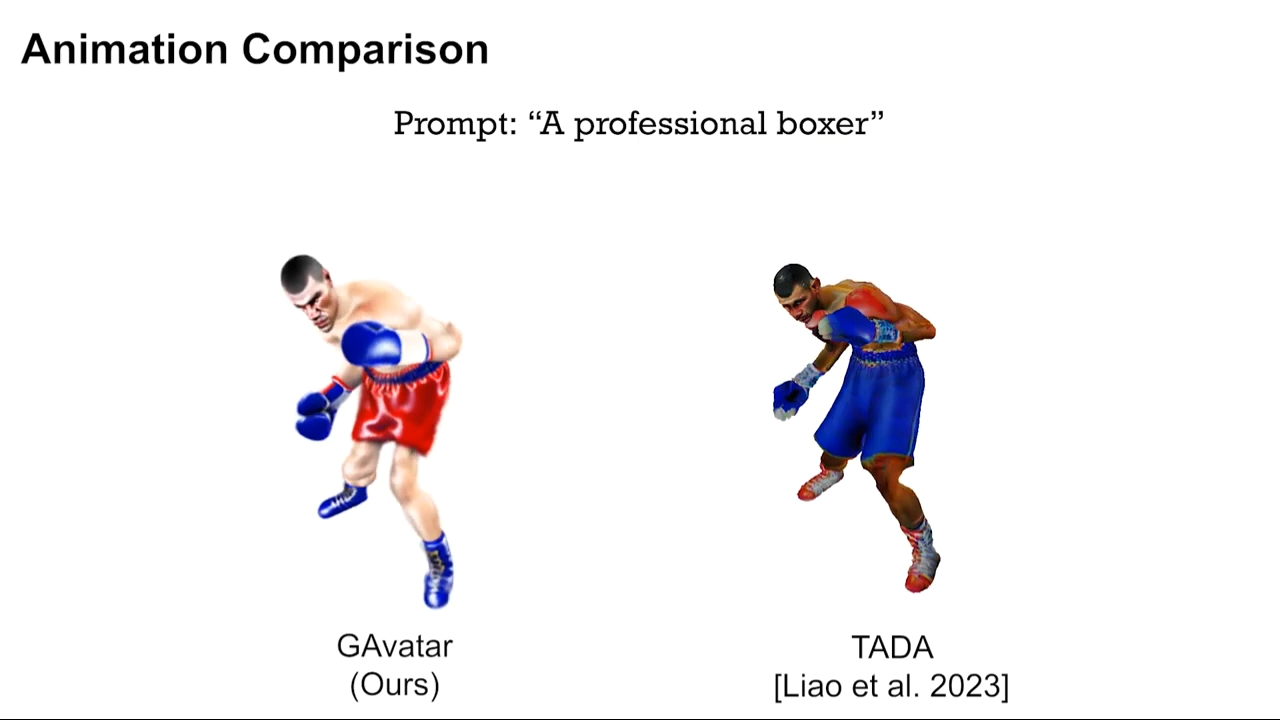 Animation Comparison
Prompt: “A professional boxer”
GAvatar
(Ours)
TADA
[Liao et al. 2023]